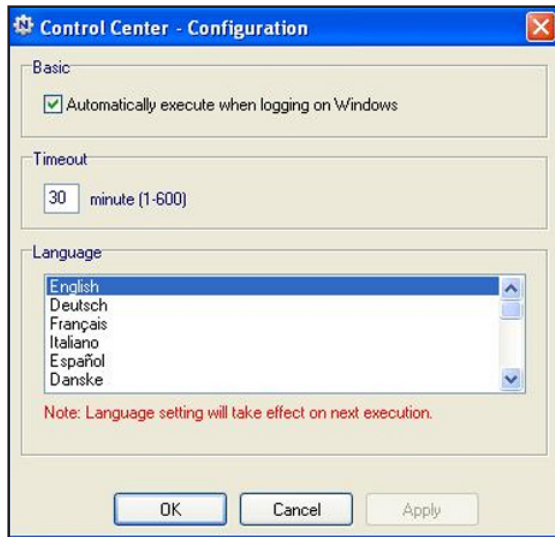 Control Center - Configuration
Basic
Automatically execute when logging on Windows
Timeout
30 minute (1-600)
Language
English
Deutsch
Français
Italiano
Español
Danske
Note: Language setting will take effect on next execution.
OK Cancel Apply